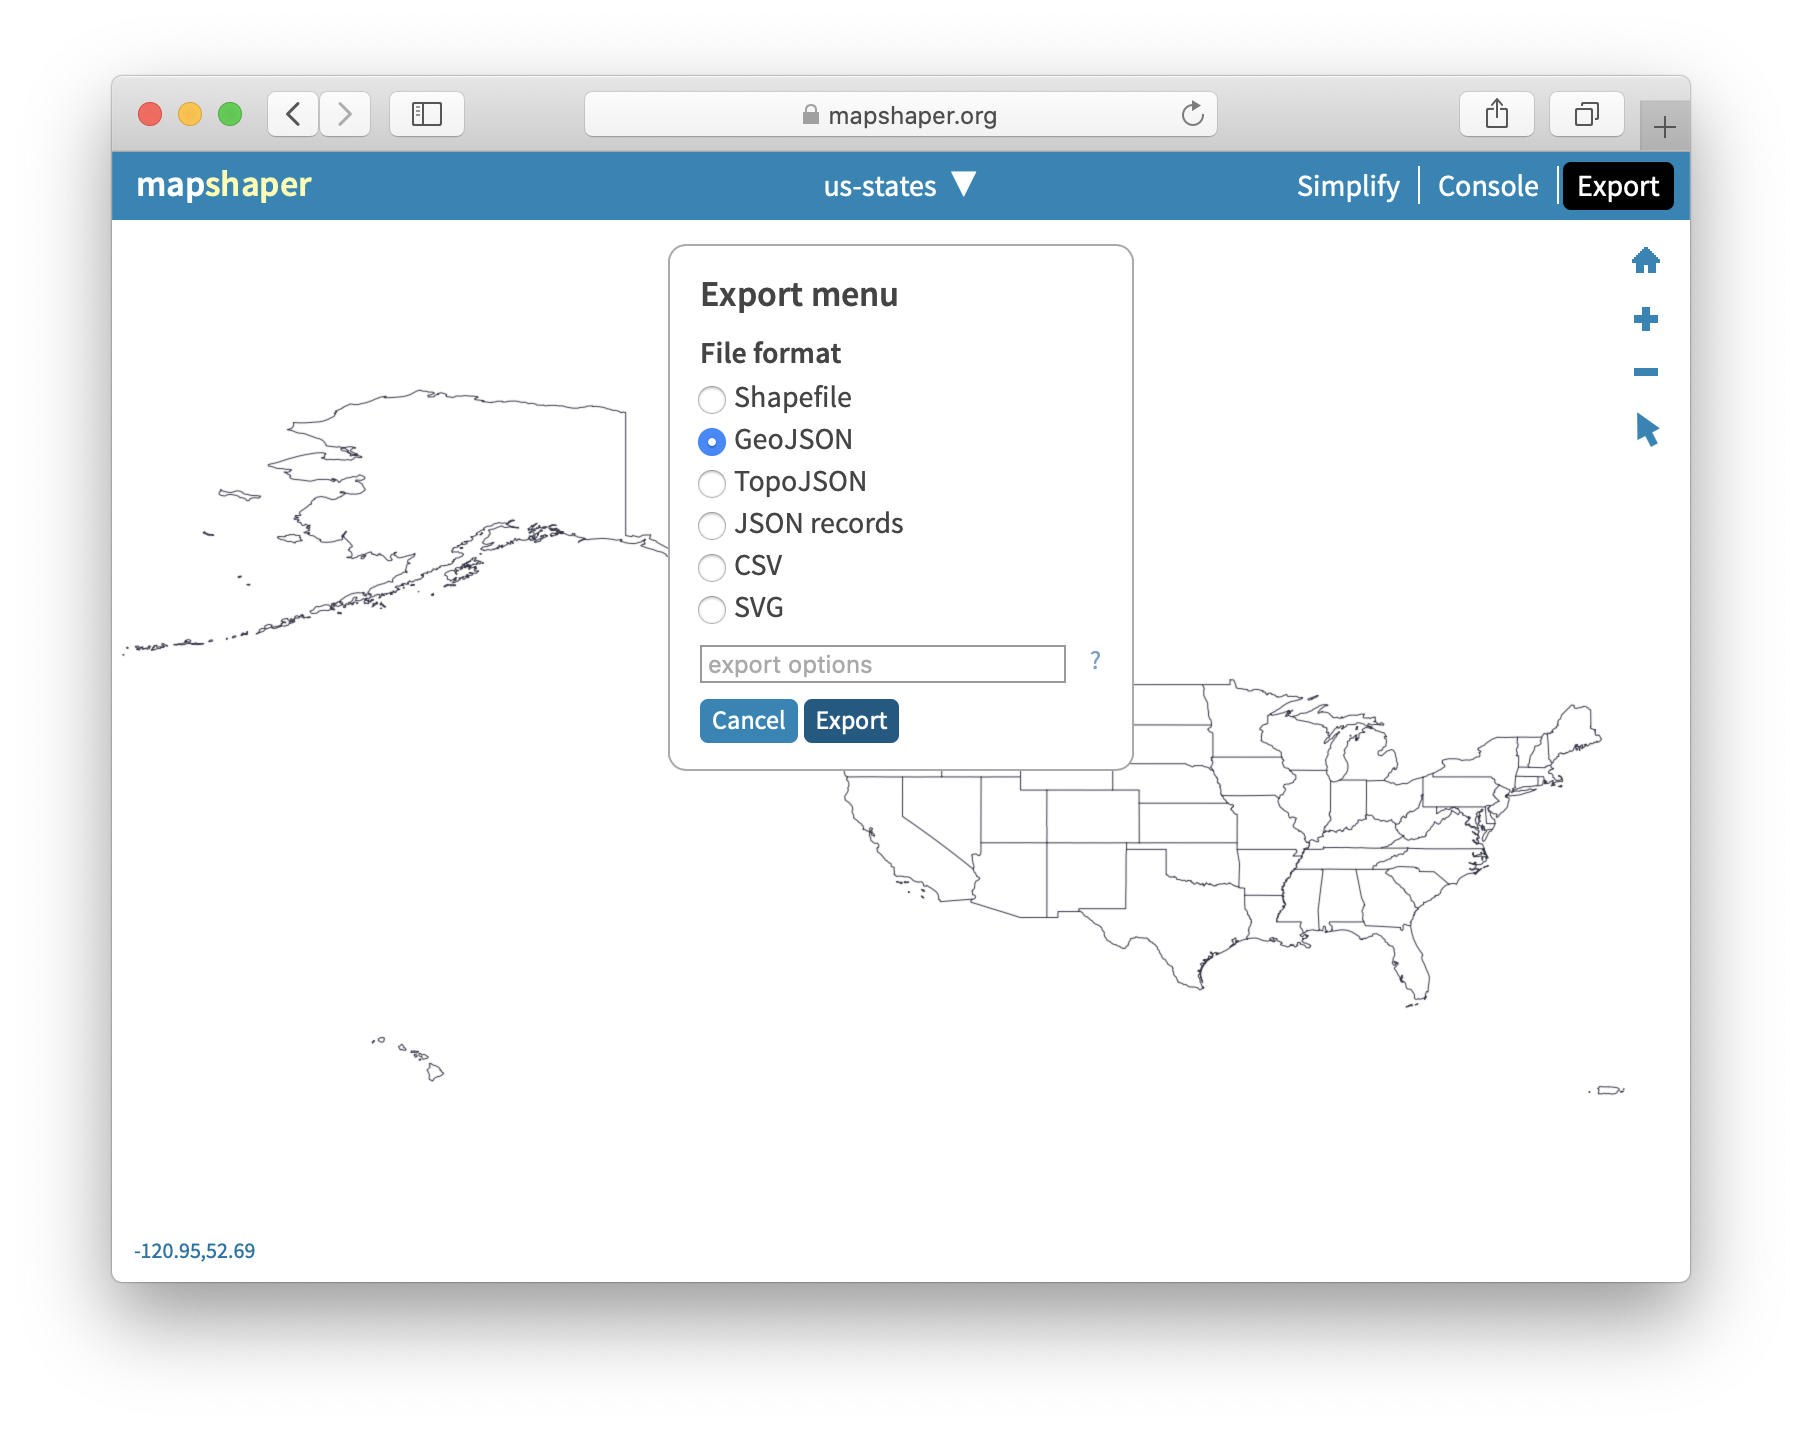 mapshaper.org
mapshaper
us-states
Simplify
Console
Export
Export menu
File format
Shapefile
GeoJSON
TopoJSON
JSON records
CSV
SVG
export options
?
Cancel
Export
-120.95,52.69